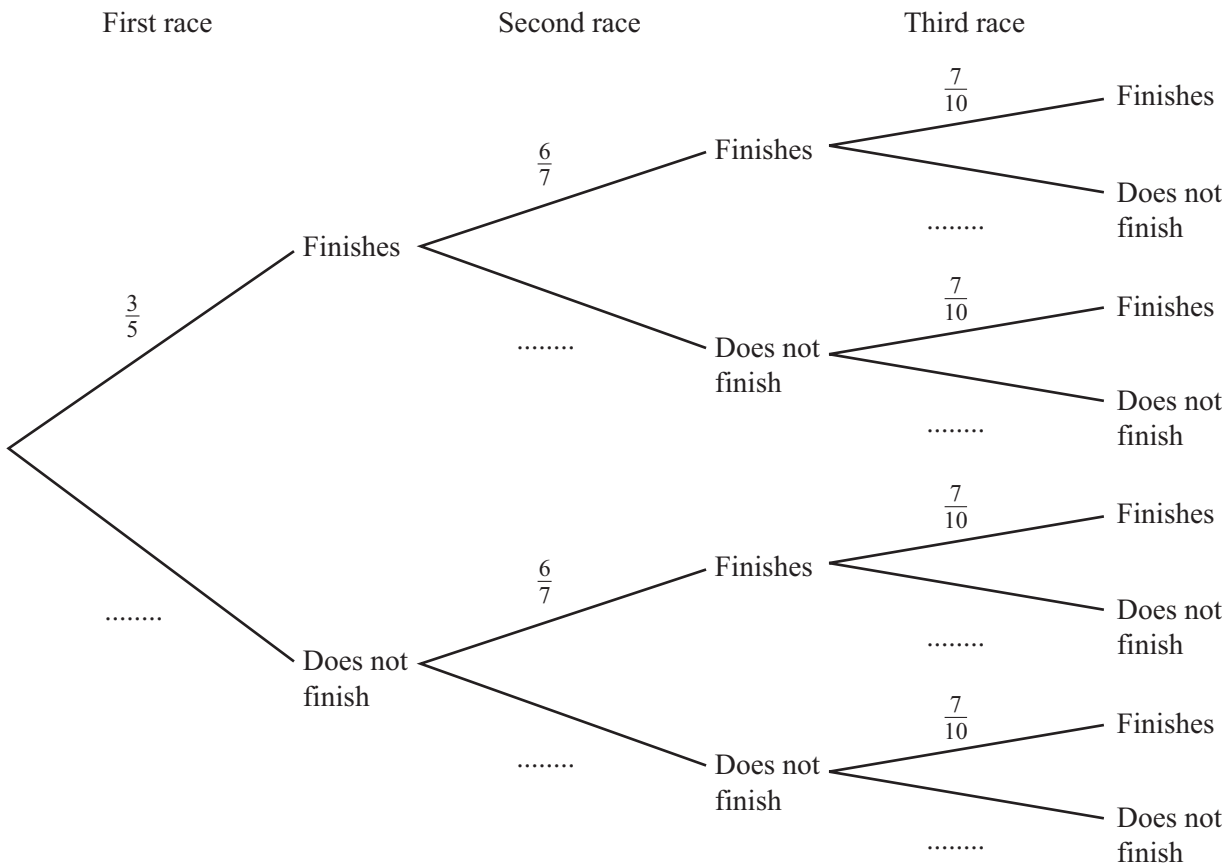 First race Second race Third race
7/10
Finishes
6/7
Finishes
Does not
finish
........
Finishes
3/5
7/10
Finishes
........
Does not
finish
Does not
finish
........
7/10
Finishes
6/7
Finishes
........
Does not
finish
........
Does not
finish
7/10
Finishes
........
Does not
finish
Does not
finish
........